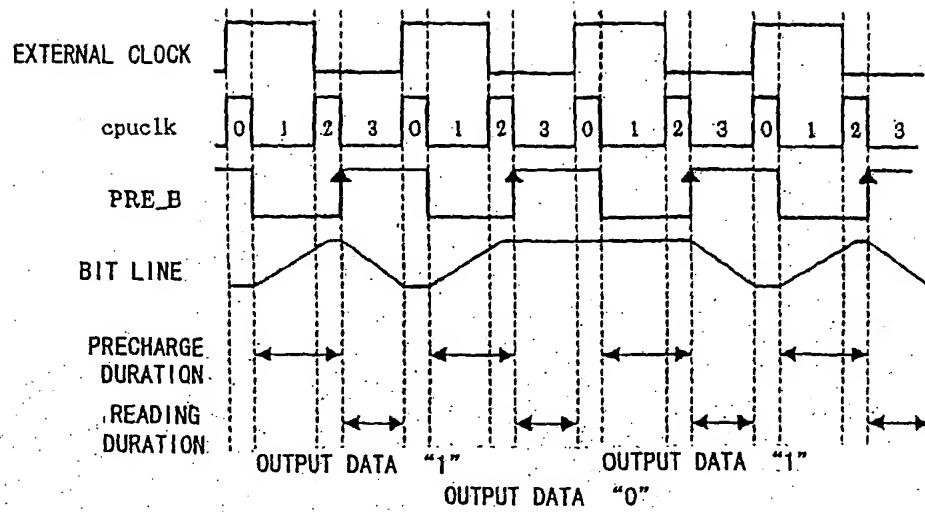 EXTERNAL CLOCK
cpuclk 0 1 2 3 0 1 2 3 0 1 2 3 0 1 2 3
PRE_B
BIT LINE
PRECHARGE
DURATION
READING
DURATION
OUTPUT DATA “1” OUTPUT DATA “1”
OUTPUT DATA “0”